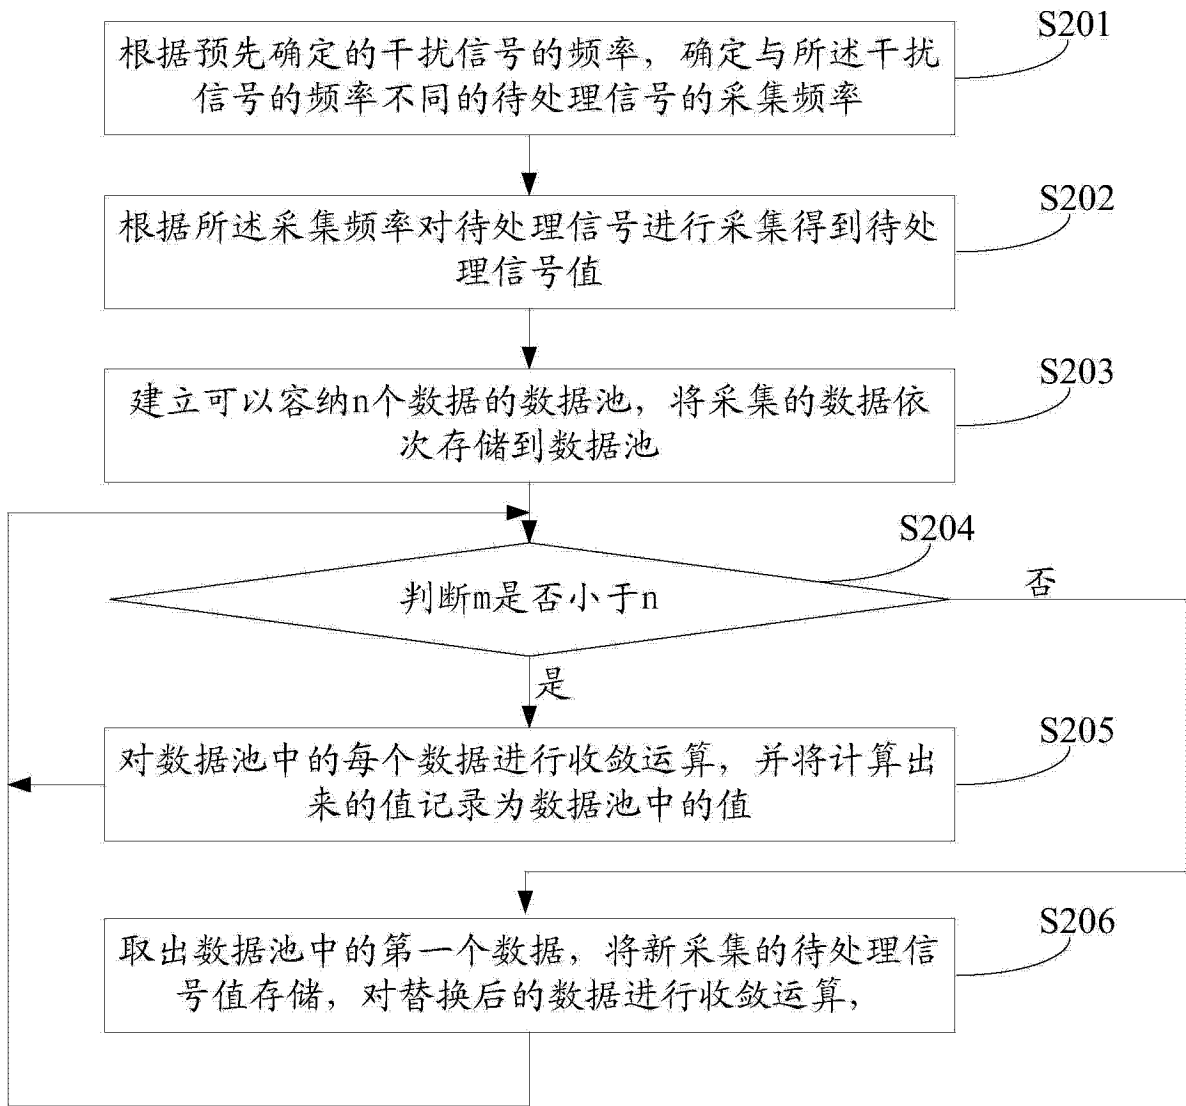 S201
根据预先确定的干扰信号的频率，确定与所述干扰
信号的频率不同的待处理信号的采集频率
S202
根据所述采集频率对待处理信号进行采集得到待处
理信号值
S203
建立可以容纳n个数据的数据池，将采集的数据依
次存储到数据池
S204
判断m是否小于n
否
是
S205
对数据池中的每个数据进行收敛运算，并将计算出
来的值记录为数据池中的值
S206
取出数据池中的第一个数据，将新采集的待处理信
号值存储，对替换后的数据进行收敛运算，